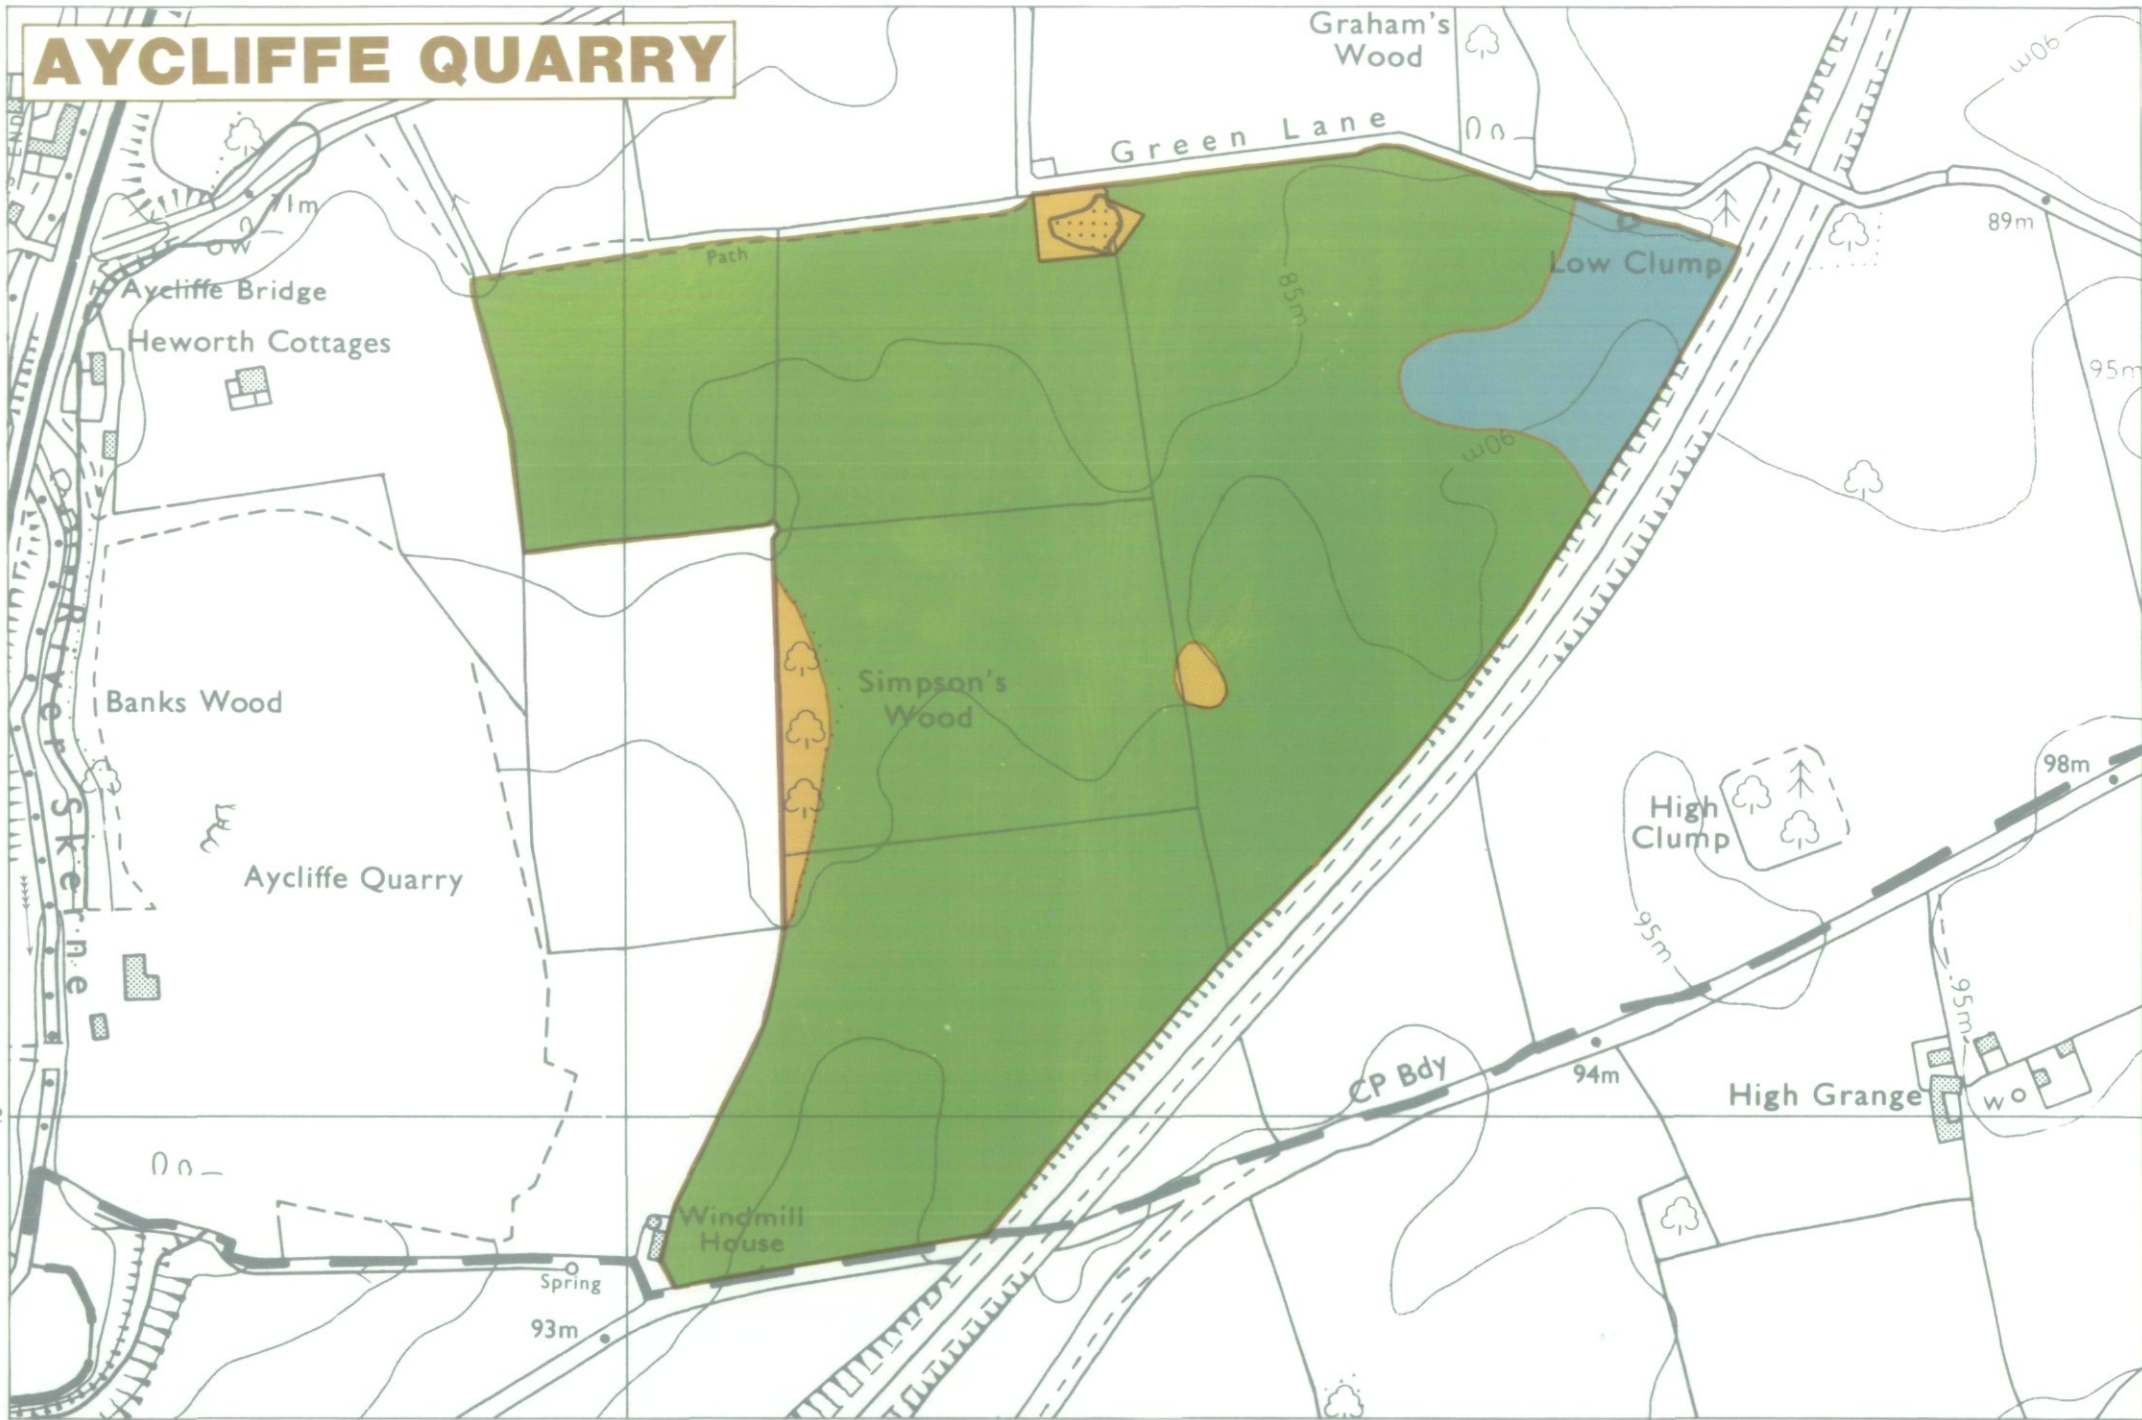 AYCLIFFE QUARRY
Graham's
Wood
90m
Green Lane
71m
89m
W
Path
Low Clump
Aycliffe Bridge
85m
Heworth Cottages
95m
90m
River Skerne
Simpson's
Wood
Banks Wood
98m
High
Clump
Aycliffe Quarry
95m
95m
CP Bdy
94m
High Grange
W
Windmill
House
Spring
93m